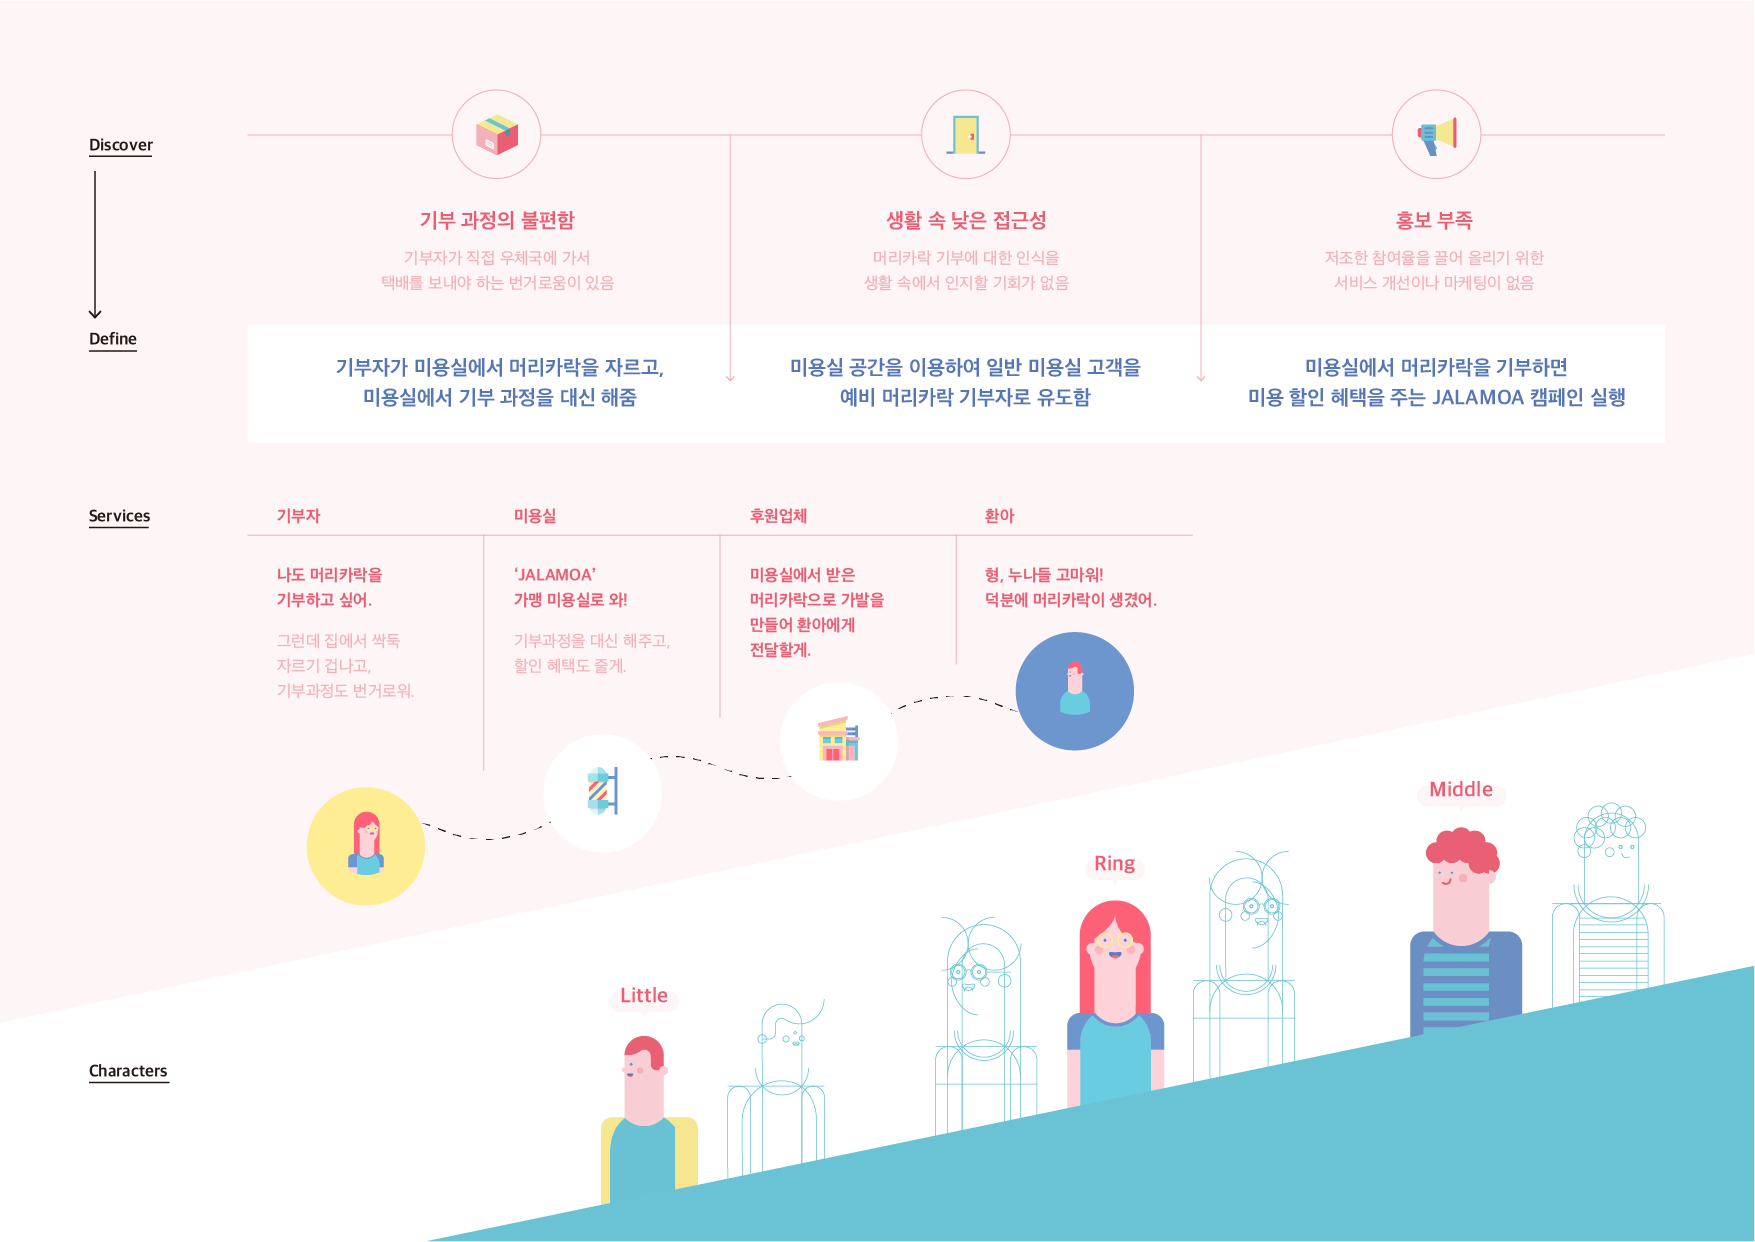 Discover
기부 과정의 불편함
기부자가 직접 우체국에 가서
택배를 보내야 하는 번거로움이 있음
생활 속 낮은 접근성
머리카락 기부에 대한 인식을
생활 속에서 인지할 기회가 없음
홍보 부족
저조한 참여율을 끌어 올리기 위한
서비스 개선이나 마케팅이 없음
Define
기부자가 미용실에서 머리카락을 자르고,
미용실에서 기부 과정을 대신 해줌
미용실 공간을 이용하여 일반 미용실 고객을
예비 머리카락 기부자로 유도함
미용실에서 머리카락을 기부하면
미용 할인 혜택을 주는 JALAMOA 캠페인 실행
Services
기부자
나도 머리카락을
기부하고 싶어.
그런데 집에서 싹둑
자르기 겁나고,
기부과정도 번거로워.
미용실
‘JALAMOA’
가맹 미용실로 와!
기부과정을 대신 해주고,
할인 혜택도 줄게.
후원업체
미용실에서 받은
머리카락으로 가발을
만들어 환아에게
전달할게.
환아
형, 누나들 고마워!
덕분에 머리카락이 생겼어.
Characters
Little
Ring
Middle